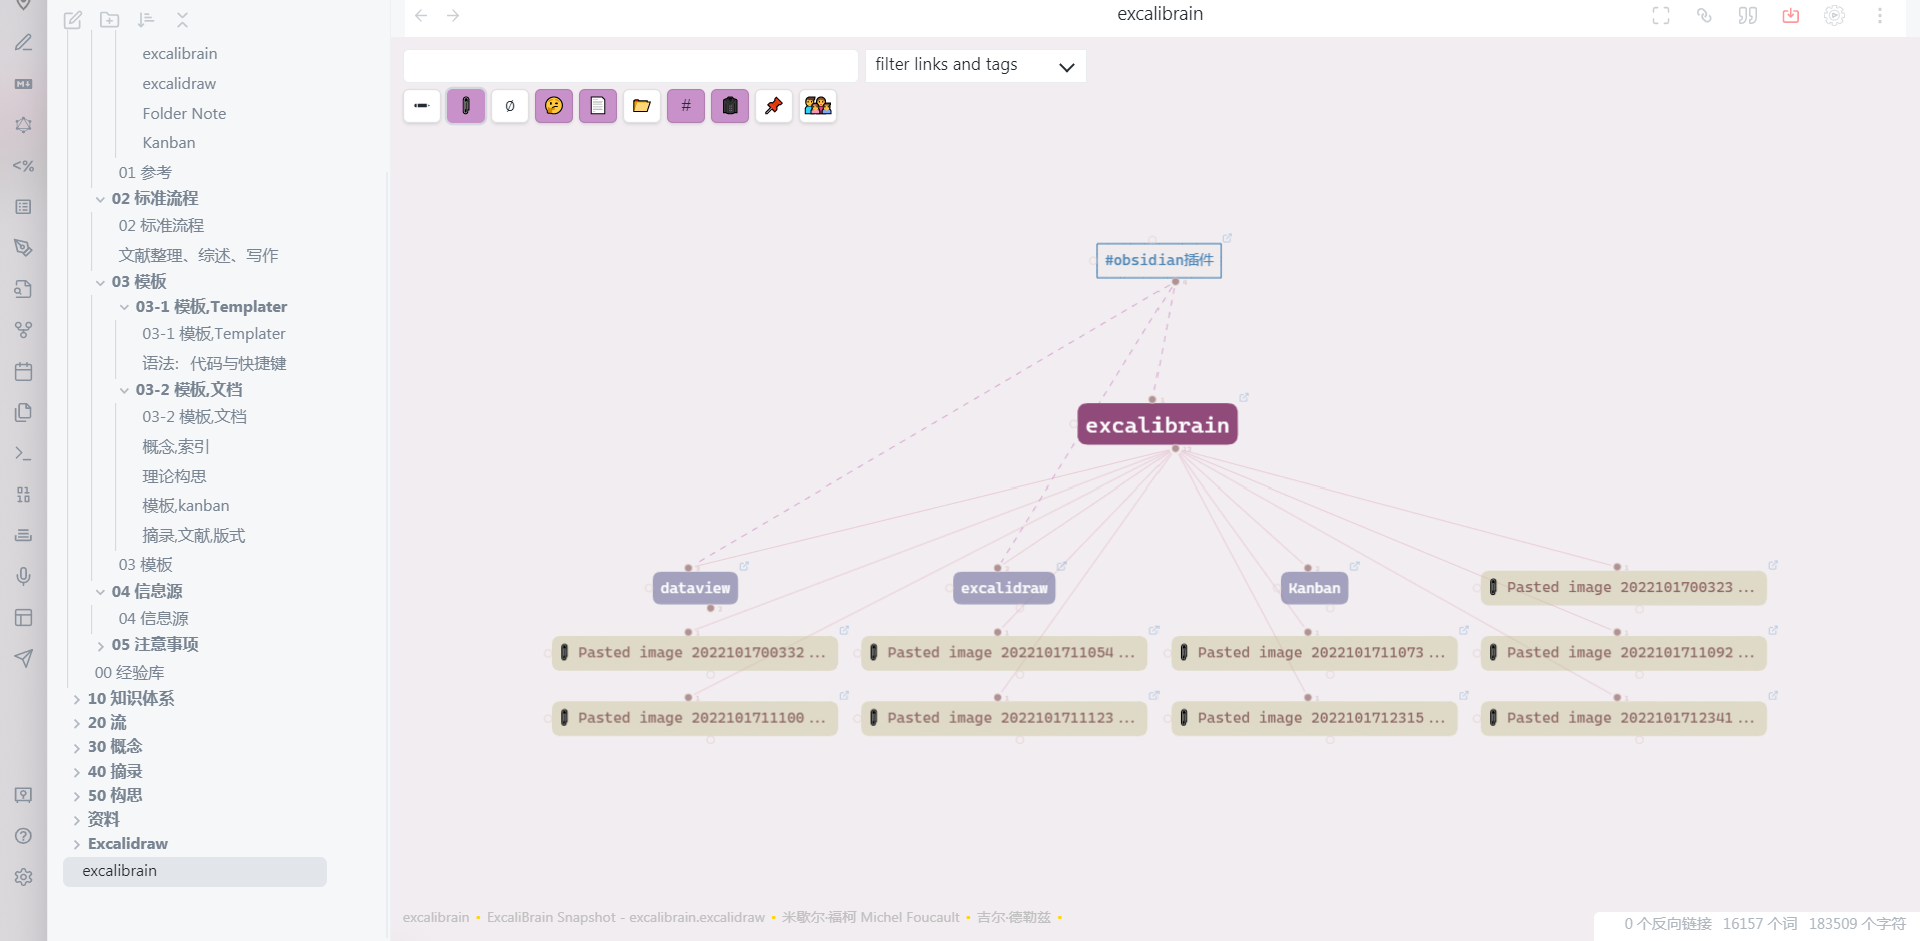 excalibrain
excalidraw
Folder Note
Kanban
01 参考
02 标准流程
02 标准流程
文献整理、综述、写作
03 模板
03-1 模板,Templater
03-1 模板,Templater
语法：代码与快捷键
03-2 模板,文档
03-2 模板,文档
概念,索引
理论构思
模板,kanban
摘录,文献,版式
03 模板
04 信息源
04 信息源
05 注意事项
00 经验库
10 知识体系
20 流
30 概念
40 摘录
50 构思
资料
Excalidraw
excalibrain
excalibrain
filter links and tags
#obsidian插件
excalibrain
dataview
excalidraw
Kanban
Pasted image 2022101700323 ...
Pasted image 2022101700332 ...
Pasted image 2022101711054 ...
Pasted image 2022101711073 ...
Pasted image 2022101711092 ...
Pasted image 2022101711100 ...
Pasted image 2022101711123 ...
Pasted image 2022101712315 ...
Pasted image 2022101712341 ...
excalibrain • ExcaliBrain Snapshot - excalibrain.excalidraw • 米歇尔·福柯 Michel Foucault • 吉尔·德勒兹 •
0 个反向链接 16157 个词 183509 个字符